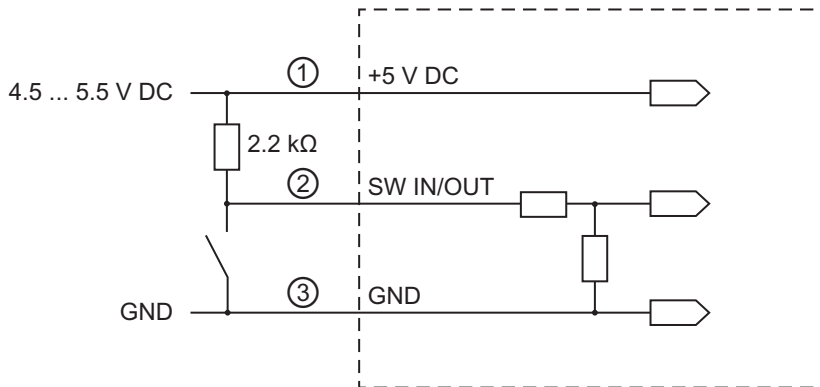 ① +5 V DC
4.5 ... 5.5 V DC
2.2 kΩ
② SW IN/OUT
③ GND
GND